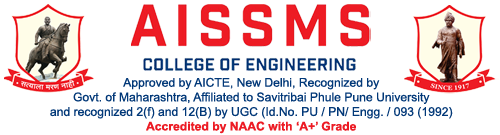 AISSMS
COLLEGE OF ENGINEERING
Approved by AICTE, New Delhi, Recognized by
Govt. of Maharashtra, Affiliated to Savitribai Phule Pune University
and recognized 2(f) and 12(B) by UGC (Id.No. PU / PN/ Engg. / 093 (1992)
Accredited by NAAC with ‘A+’ Grade
सत्याला मरण नाही
SINCE 1917